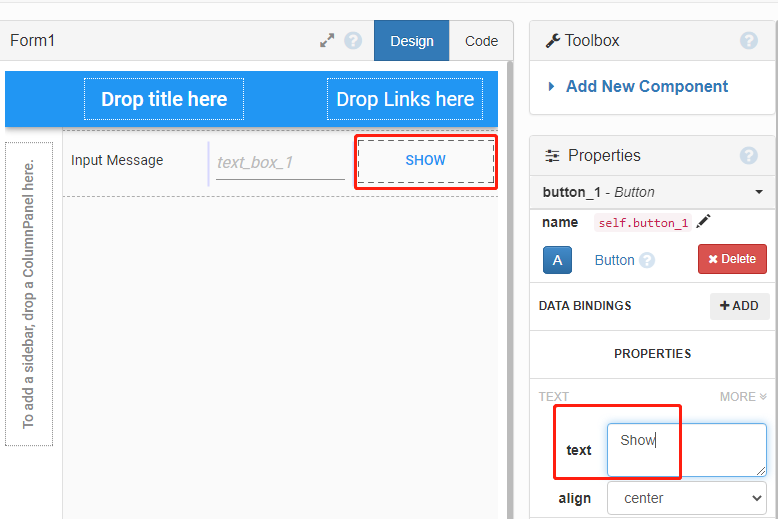 Form1
?
Design
Code
Drop title here
Drop Links here
To add a sidebar, drop a ColumnPanel here.
Input Message
text_box_1
SHOW
Toolbox
?
Add New Component
Properties
?
button_1 - Button
name
self.button_1
A
Button
?
Delete
DATA BINDINGS
+ ADD
PROPERTIES
TEXT
MORE
text
Show
align
center